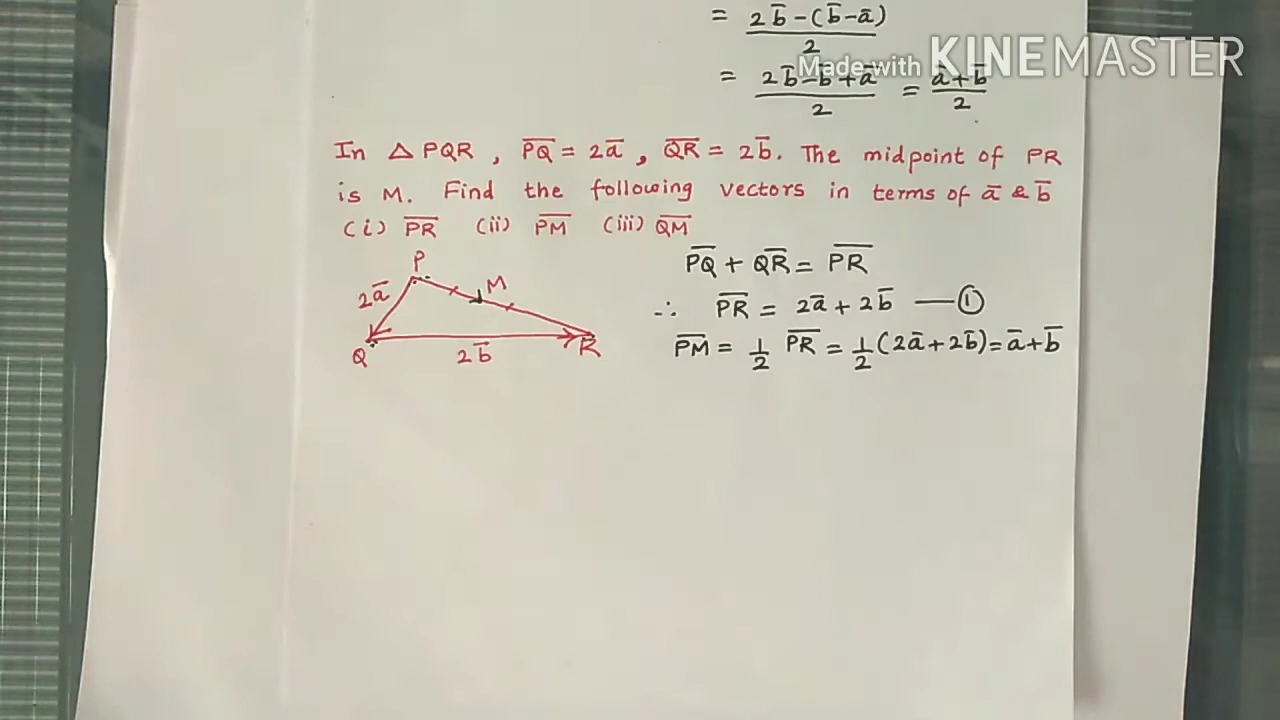 = 2b̄ - (b̄ - ā) / 2
Made with KINEMASTER
= 2b̄ - b̄ + ā / 2 = ā + b̄ / 2
In △ PQR , P̅Q̅ = 2ā , Q̅R̅ = 2b̄ . The midpoint of PR
is M. Find the following vectors in terms of ā & b̄
(i) P̅R̅ (ii) P̅M̅ (iii) Q̅M̅
P̅Q̅ + Q̅R̅ = P̅R̅
∴ P̅R̅ = 2ā + 2b̄ — ①
P̅M̅ = 1/2 P̅R̅ = 1/2 (2ā + 2b̄) = ā + b̄
P
2ā
M
Q
2b̄
R